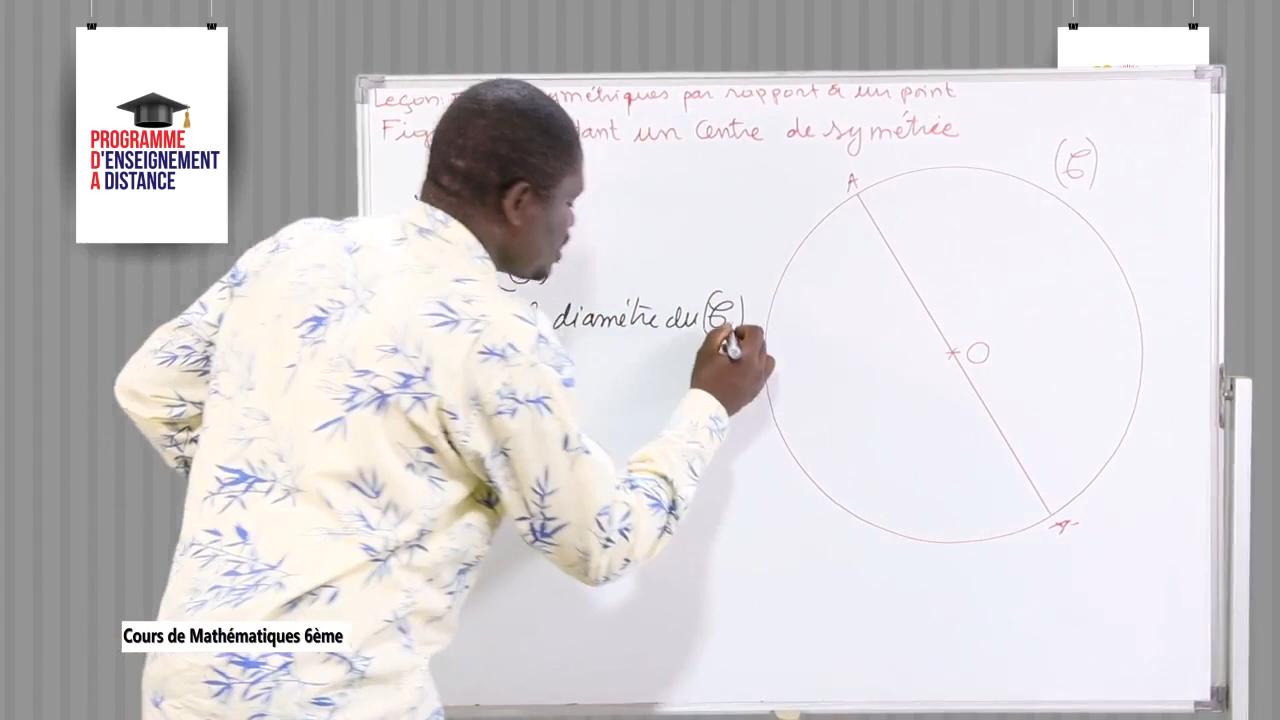 PROGRAMME
D'ENSEIGNEMENT
A DISTANCE
Leçon: symétriques par rapport à un point
Fig dant un Centre de symétrie
(C)
A
diamétre du (C)
O
Cours de Mathématiques 6ème